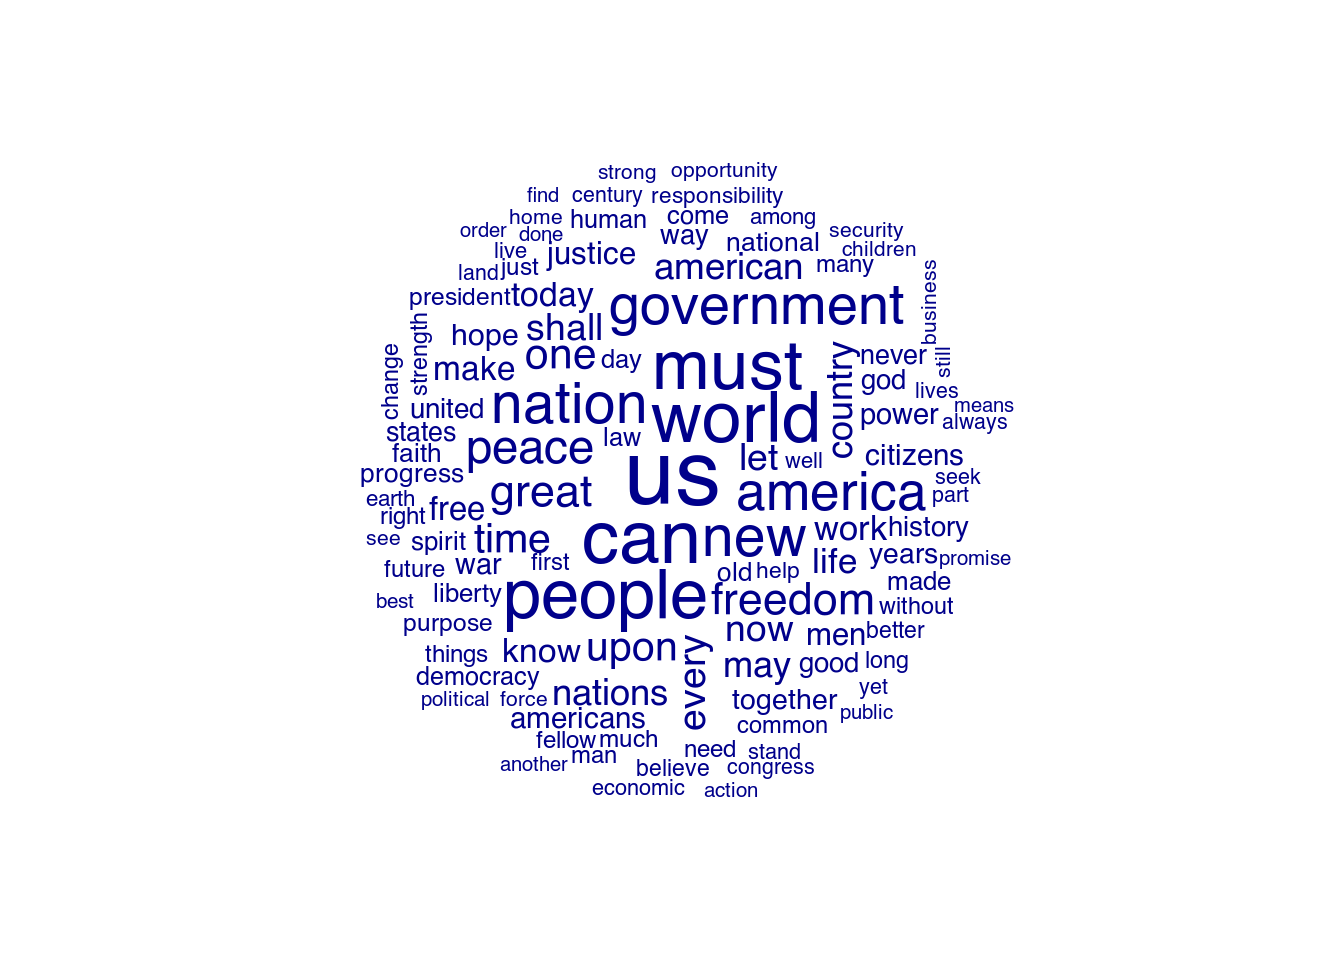 strong opportunity
find century responsibility
home human come among
order done way national security
live justice children
land just american many
president today government business
strength hope shall
change make one day must country never still
god lives
united nation world power means
states always
faith peace law let well citizens
progress us
earth free great america seek
right part
see spirit time can new work history
future war first life years promise
best liberty people old help made
freedom without
purpose now men better
things know upon every may good long
democracy
political force nations together yet
americans common public
fellow much
another man need stand
believe congress
economic action